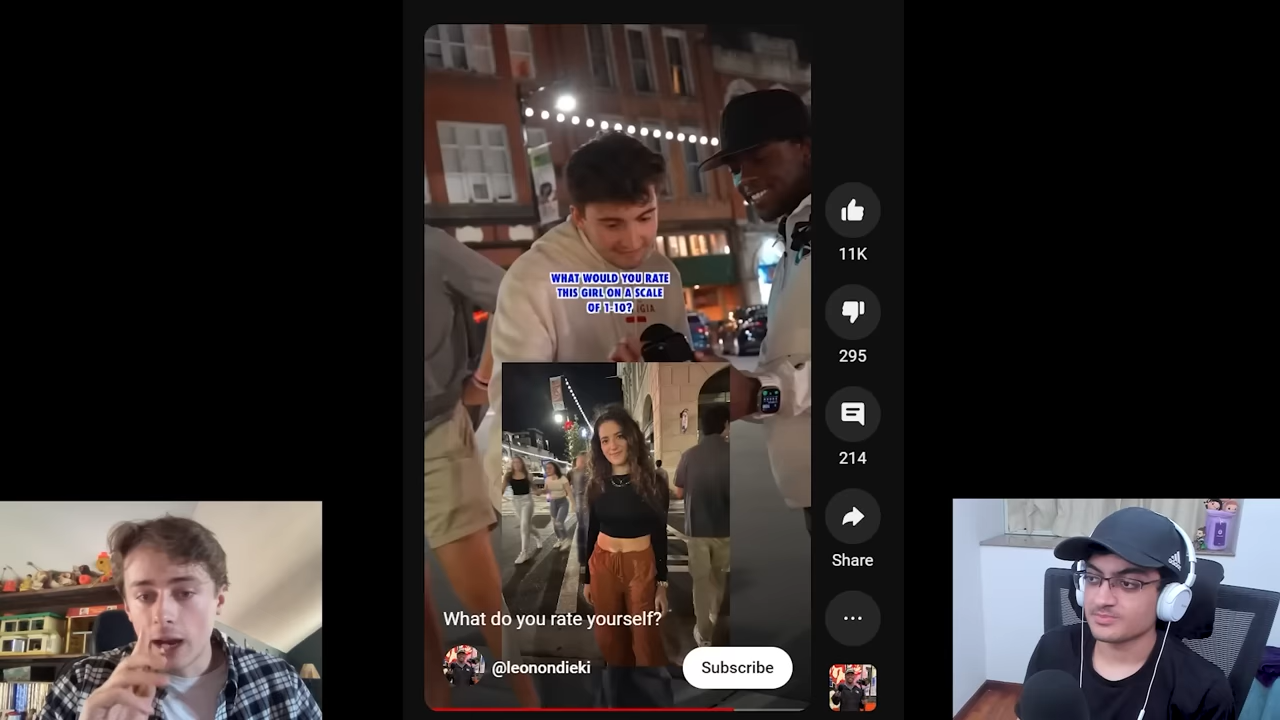 WHAT WOULD YOU RATE
THIS GIRL ON A SCALE
OF 1-10?
GIA
11K
295
214
Share
What do you rate yourself?
@leonondieki
Subscribe